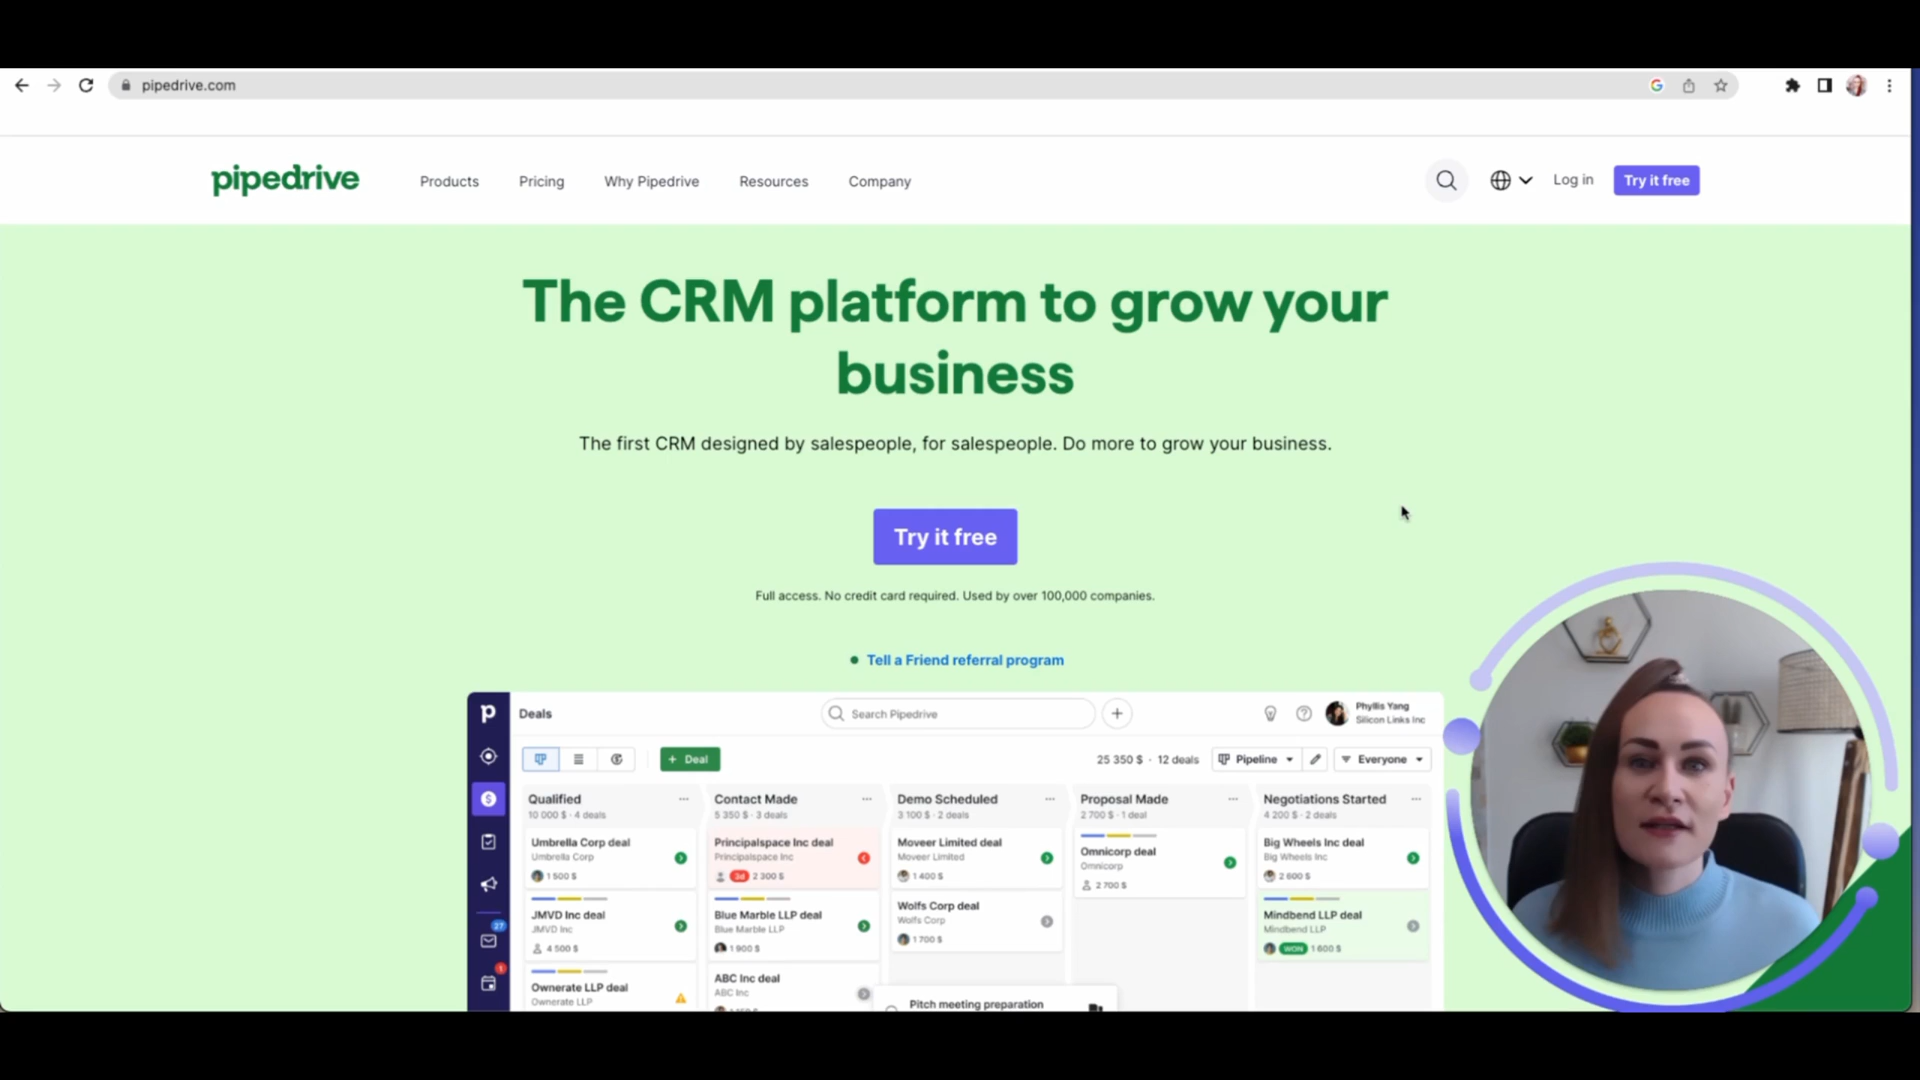 pipedrive.com
pipedrive
Products
Pricing
Why Pipedrive
Resources
Company
Log in
Try it free
The CRM platform to grow your
business
The first CRM designed by salespeople, for salespeople. Do more to grow your business.
Try it free
Full access. No credit card required. Used by over 100,000 companies.
Tell a Friend referral program
Deals
Search Pipedrive
Phyllis Yang
Silicon Links Inc
+ Deal
25 350 $ · 12 deals
Pipeline
Everyone
Qualified
10 000 $ · 4 deals
Umbrella Corp deal
Umbrella Corp
1 500 $
JMVD Inc deal
JMVD Inc
4 500 $
Ownerate LLP deal
Ownerate LLP
Contact Made
5 350 $ · 3 deals
Principalspace Inc deal
Principalspace Inc
3d 2 300 $
Blue Marble LLP deal
Blue Marble LLP
1 900 $
ABC Inc deal
ABC Inc
Demo Scheduled
3 100 $ · 2 deals
Moveer Limited deal
Moveer Limited
1 400 $
Wolfs Corp deal
Wolfs Corp
1 700 $
Pitch meeting preparation
Proposal Made
2 700 $ · 1 deal
Omnicorp deal
Omnicorp
2 700 $
Negotiations Started
4 200 $ · 2 deals
Big Wheels Inc deal
Big Wheels Inc
2 600 $
Mindbend LLP deal
Mindbend LLP
WON 1 600 $
27
1